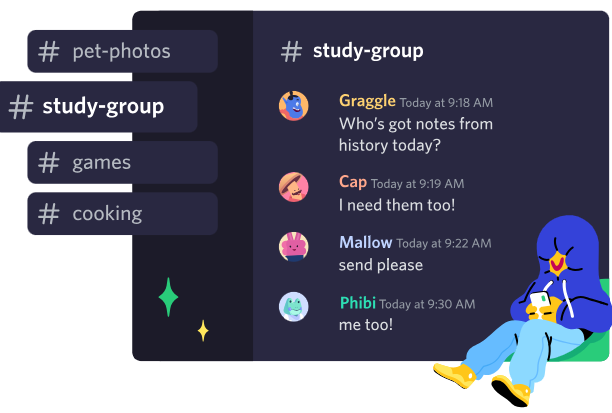 # pet-photos
# study-group
# games
# cooking
# study-group
Graggle Today at 9:18 AM
Who's got notes from
history today?
Cap Today at 9:19 AM
I need them too!
Mallow Today at 9:22 AM
send please
Phibi Today at 9:30 AM
me too!